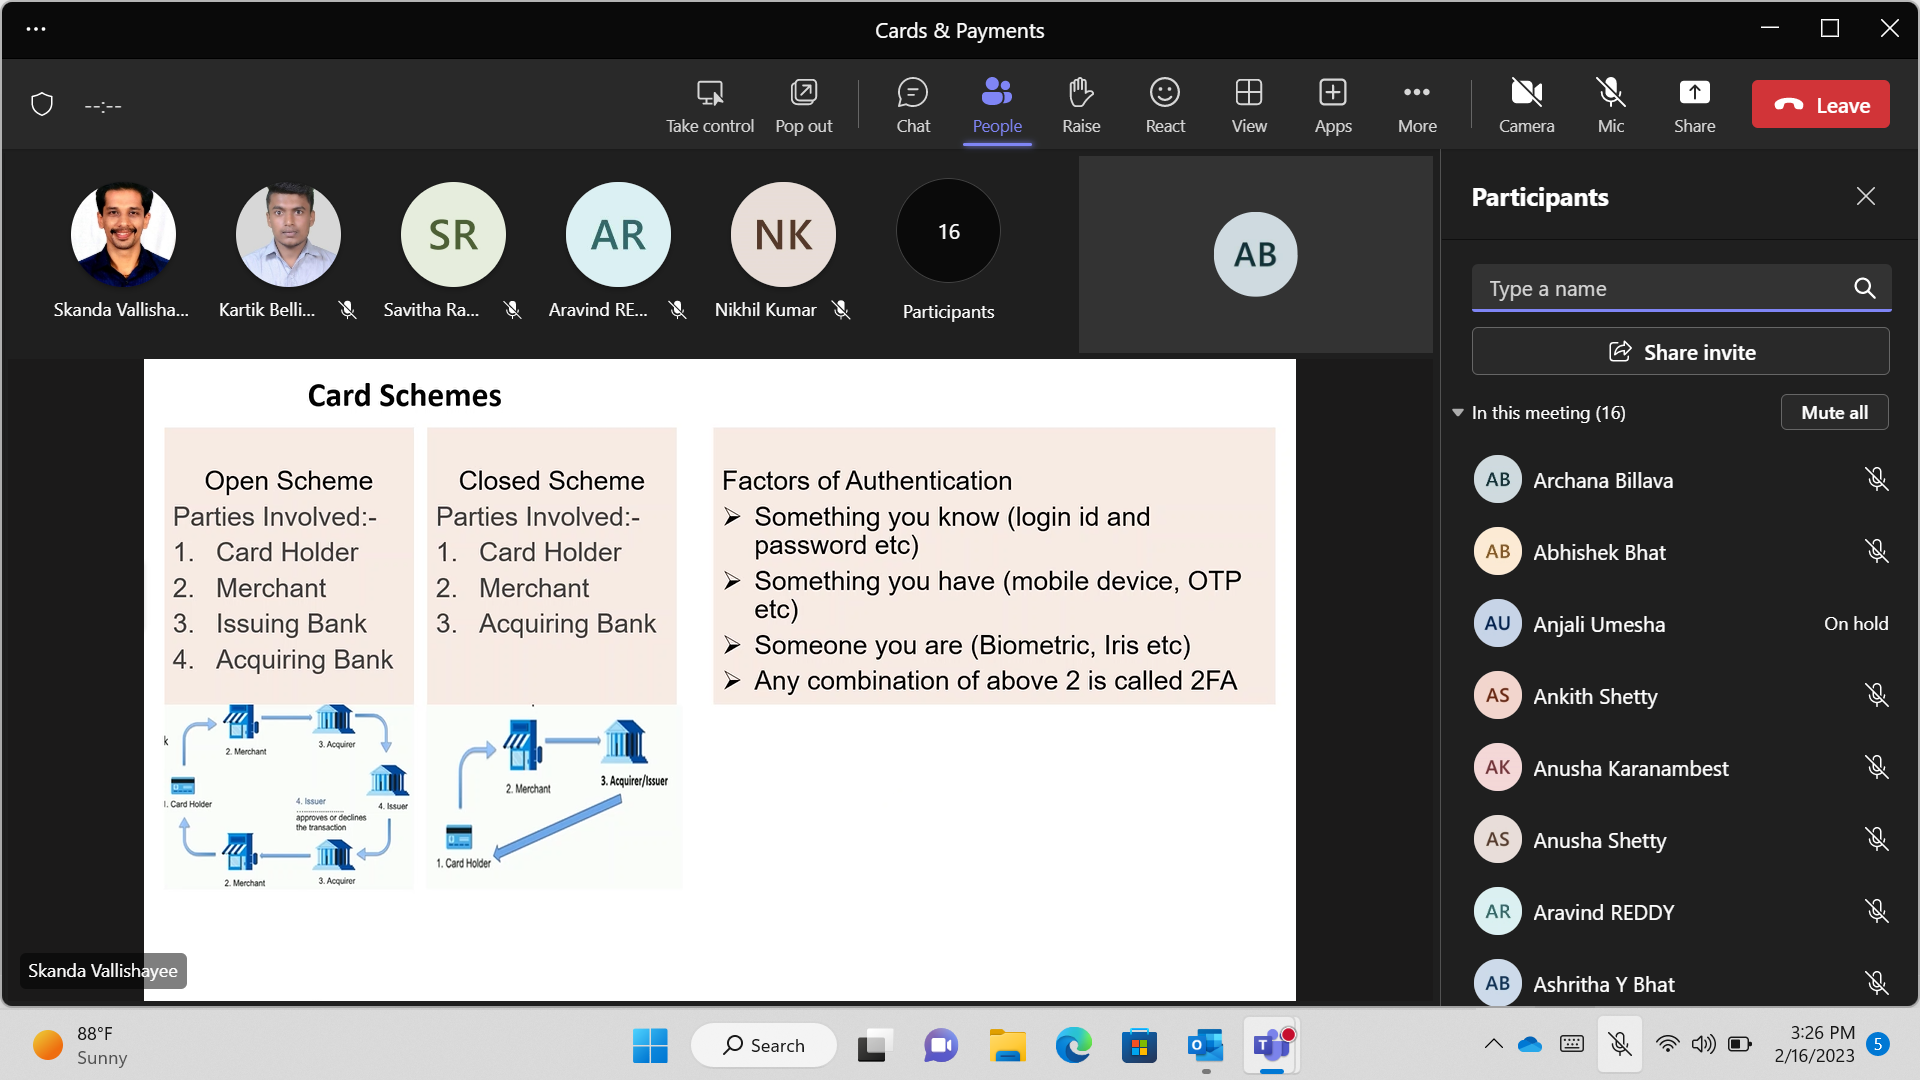 Cards & Payments
--:--
Take control
Pop out
Chat
People
Raise
React
View
Apps
More
Camera
Mic
Share
Leave
SR
AR
NK
16
AB
Skanda Vallisha...
Kartik Belli...
Savitha Ra...
Aravind RE...
Nikhil Kumar
Participants
Participants
Type a name
Share invite
In this meeting (16)
Mute all
AB Archana Billava
AB Abhishek Bhat
AU Anjali Umesha On hold
AS Ankith Shetty
AK Anusha Karanambest
AS Anusha Shetty
AR Aravind REDDY
AB Ashritha Y Bhat
Card Schemes
Open Scheme
Parties Involved:-
1. Card Holder
2. Merchant
3. Issuing Bank
4. Acquiring Bank
Closed Scheme
Parties Involved:-
1. Card Holder
2. Merchant
3. Acquiring Bank
Factors of Authentication
➢ Something you know (login id and
password etc)
➢ Something you have (mobile device, OTP
etc)
➢ Someone you are (Biometric, Iris etc)
➢ Any combination of above 2 is called 2FA
k
2. Merchant
3. Acquirer
1. Card Holder
4. Issuer
approves or declines
the transaction
4. Issuer
2. Merchant
3. Acquirer
2. Merchant
3. Acquirer/Issuer
1. Card Holder
Skanda Vallishayee
88°F
Sunny
Search
3:26 PM
2/16/2023
5